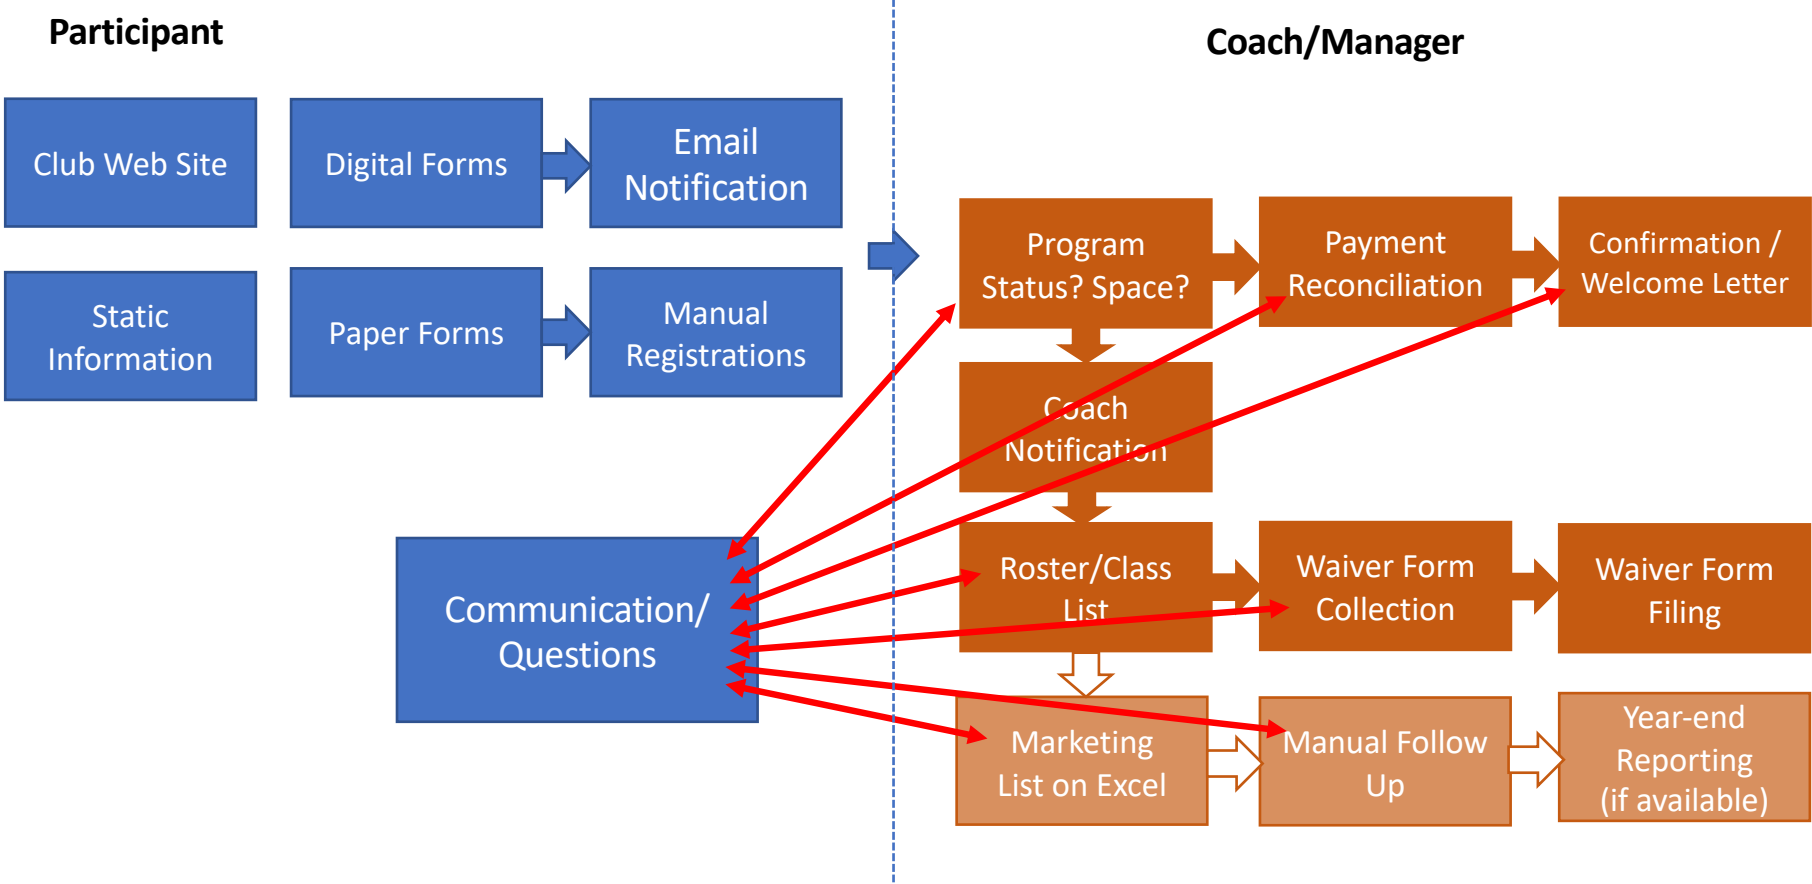 Participant
Coach/Manager
Club Web Site
Digital Forms
Email
Notification
Static
Information
Paper Forms
Manual
Registrations
Communication/
Questions
Program
Status? Space?
Payment
Reconciliation
Confirmation /
Welcome Letter
Coach
Notification
Roster/Class
List
Waiver Form
Collection
Waiver Form
Filing
Marketing
List on Excel
Manual Follow
Up
Year-end
Reporting
(if available)